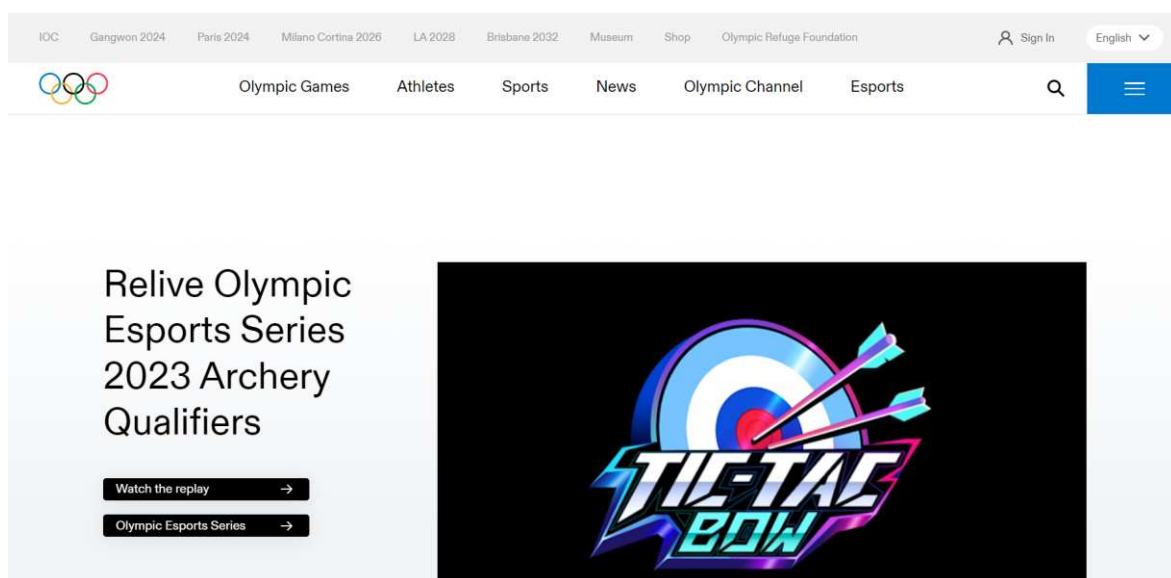 IOC Gangwon 2024 Paris 2024 Milano Cortina 2026 LA 2028 Brisbane 2032 Museum Shop Olympic Refuge Foundation Sign In English
Olympic Games Athletes Sports News Olympic Channel Esports
Relive Olympic
Esports Series
2023 Archery
Qualifiers
Watch the replay
Olympic Esports Series
TIC-TAC
BOW